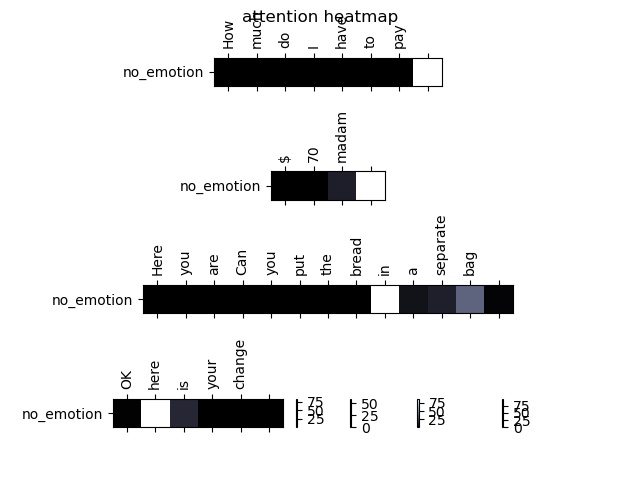 attention heatmap
How much do I have to pay
no_emotion
$ 70 madam
no_emotion
Here you are Can you put the bread in a separate bag
no_emotion
OK here is your change
no_emotion
75 50 75 75
50 25 50 50
25 0 25 25
0